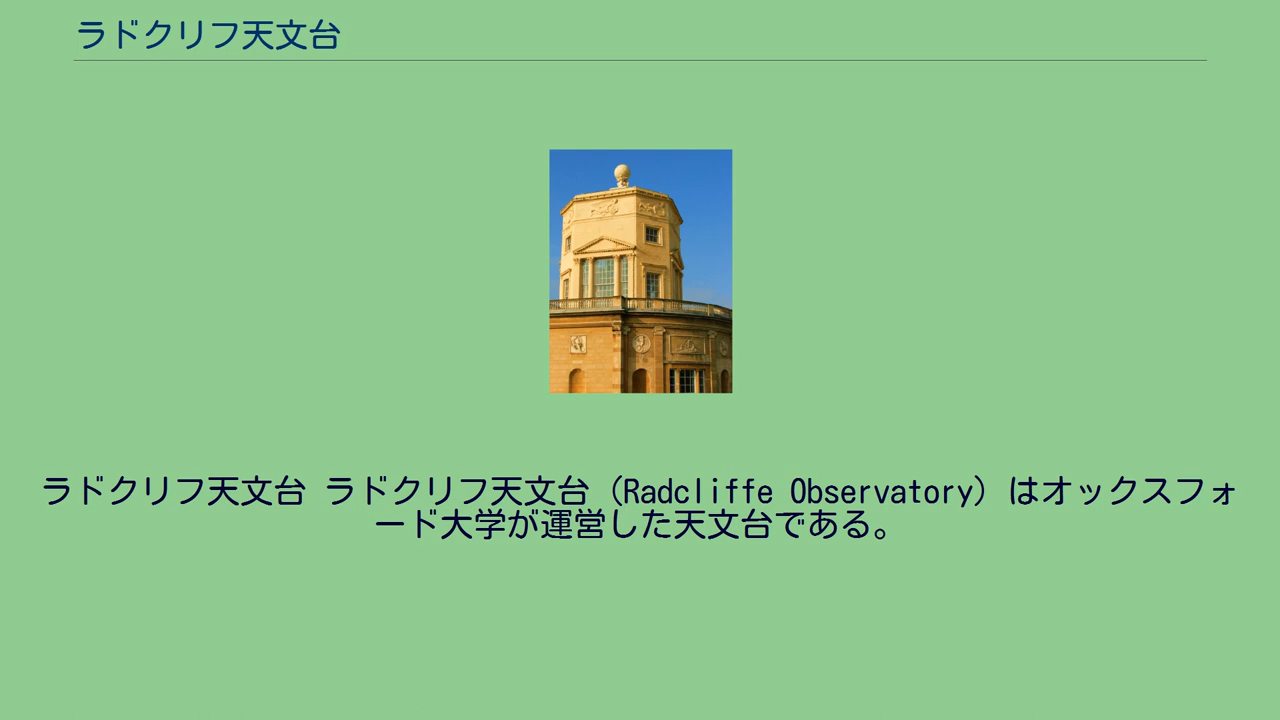 ラドクリフ天文台
ラドクリフ天文台 ラドクリフ天文台（Radcliffe Observatory）はオックスフォ
ード大学が運営した天文台である。